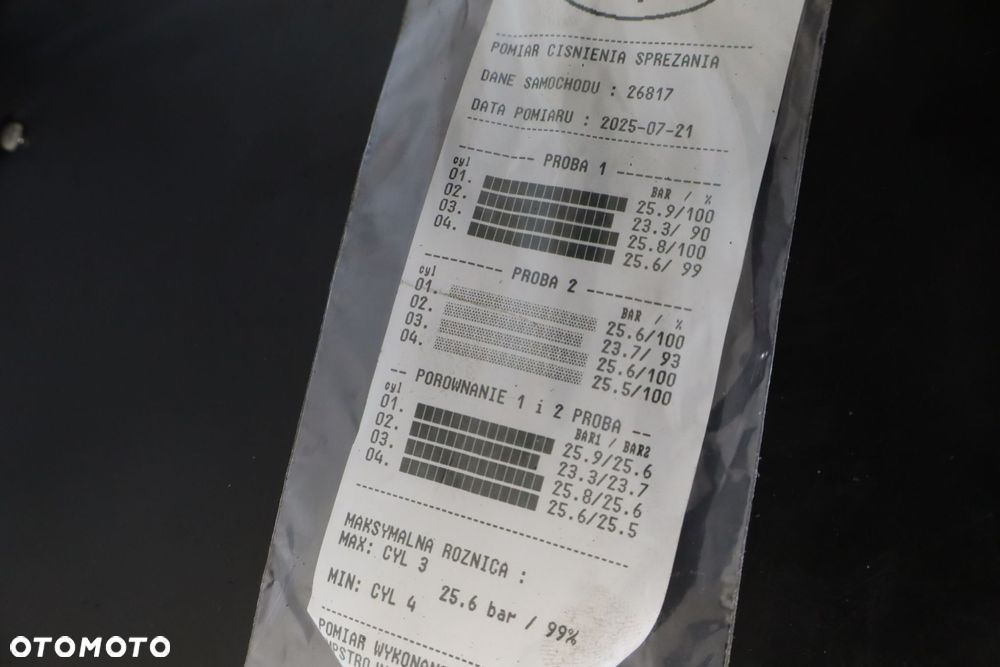 POMIAR CISNIENIA SPREZANIA
DANE SAMOCHODU : 26817
DATA POMIARU : 2025-07-21
PROBA 1
cyl BAR / %
01. 25.9/100
02. 23.3/ 90
03. 25.8/100
04. 25.6/ 99
PROBA 2
cyl BAR / %
01. 25.6/100
02. 23.7/ 93
03. 25.6/100
04. 25.5/100
-- POROWNANIE 1 i 2 PROBA --
cyl BAR1 / BAR2
01. 25.9/25.6
02. 23.3/23.7
03. 25.8/25.6
04. 25.6/25.5
MAKSYMALNA ROZNICA :
MAX: CYL 3
MIN: CYL 4 25.6 bar / 99%
POMIAR
OTOMOTO